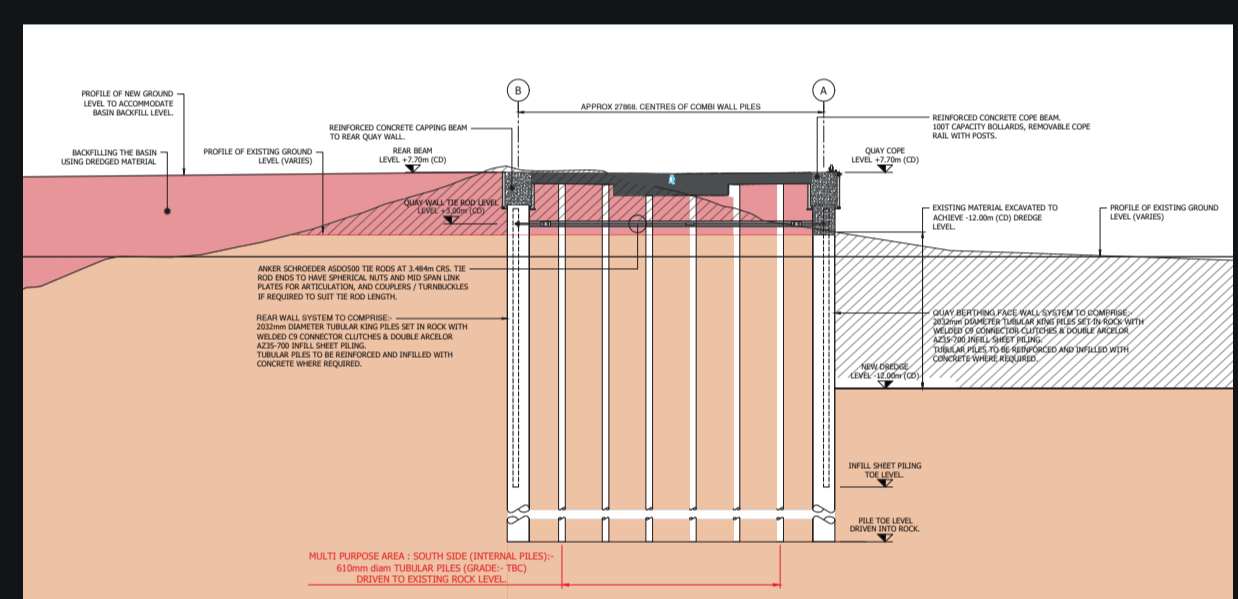 B
A
APPROX 27868. CENTRES OF COMBI WALL PILES
PROFILE OF NEW GROUND
LEVEL TO ACCOMMODATE
BASIN BACKFILL LEVEL.
REINFORCED CONCRETE CAPPING BEAM
TO REAR QUAY WALL.
REINFORCED CONCRETE COPE BEAM.
100T CAPACITY BOLLARDS, REMOVABLE COPE
RAIL WITH POSTS.
BACKFILLING THE BASIN
USING DREDGED MATERIAL
PROFILE OF EXISTING GROUND
LEVEL (VARIES)
REAR BEAM
LEVEL +7.70m (CD)
QUAY COPE
LEVEL +7.70m (CD)
QUAY WALL TIE ROD LEVEL
LEVEL +3.00m (CD)
EXISTING MATERIAL EXCAVATED TO
ACHIEVE -12.00m (CD) DREDGE
LEVEL.
PROFILE OF EXISTING GROUND
LEVEL (VARIES)
ANKER SCHROEDER ASDO500 TIE RODS AT 3.484m CRS. TIE
ROD ENDS TO HAVE SPHERICAL NUTS AND MID SPAN LINK
PLATES FOR ARTICULATION, AND COUPLERS / TURNBUCKLES
IF REQUIRED TO SUIT TIE ROD LENGTH.
REAR WALL SYSTEM TO COMPRISE:-
2032mm DIAMETER TUBULAR KING PILES SET IN ROCK WITH
WELDED C9 CONNECTOR CLUTCHES & DOUBLE ARCELOR
AZ35-700 INFILL SHEET PILING.
TUBULAR PILES TO BE REINFORCED AND INFILLED WITH
CONCRETE WHERE REQUIRED.
QUAY BERTHING FACE WALL SYSTEM TO COMPRISE:-
2032mm DIAMETER TUBULAR KING PILES SET IN ROCK WITH
WELDED C9 CONNECTOR CLUTCHES & DOUBLE ARCELOR
AZ35-700 INFILL SHEET PILING.
TUBULAR PILES TO BE REINFORCED AND INFILLED WITH
CONCRETE WHERE REQUIRED.
NEW DREDGE
LEVEL -12.00m (CD)
INFILL SHEET PILING
TOE LEVEL.
PILE TOE LEVEL
DRIVEN INTO ROCK.
MULTI PURPOSE AREA : SOUTH SIDE (INTERNAL PILES):-
610mm diam TUBULAR PILES (GRADE:- TBC)
DRIVEN TO EXISTING ROCK LEVEL.